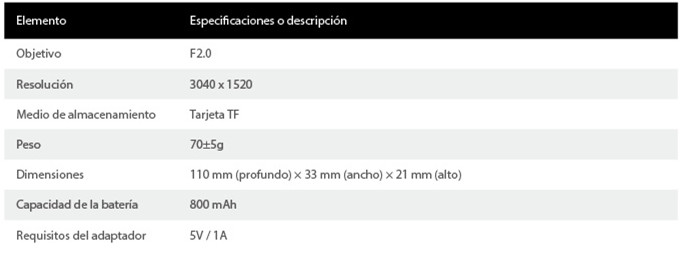 Elemento Especificaciones o descripción
Objetivo F2.0
Resolución 3040 x 1520
Medio de almacenamiento Tarjeta TF
Peso 70±5g
Dimensiones 110 mm (profundo) × 33 mm (ancho) × 21 mm (alto)
Capacidad de la batería 800 mAh
Requisitos del adaptador 5V / 1A